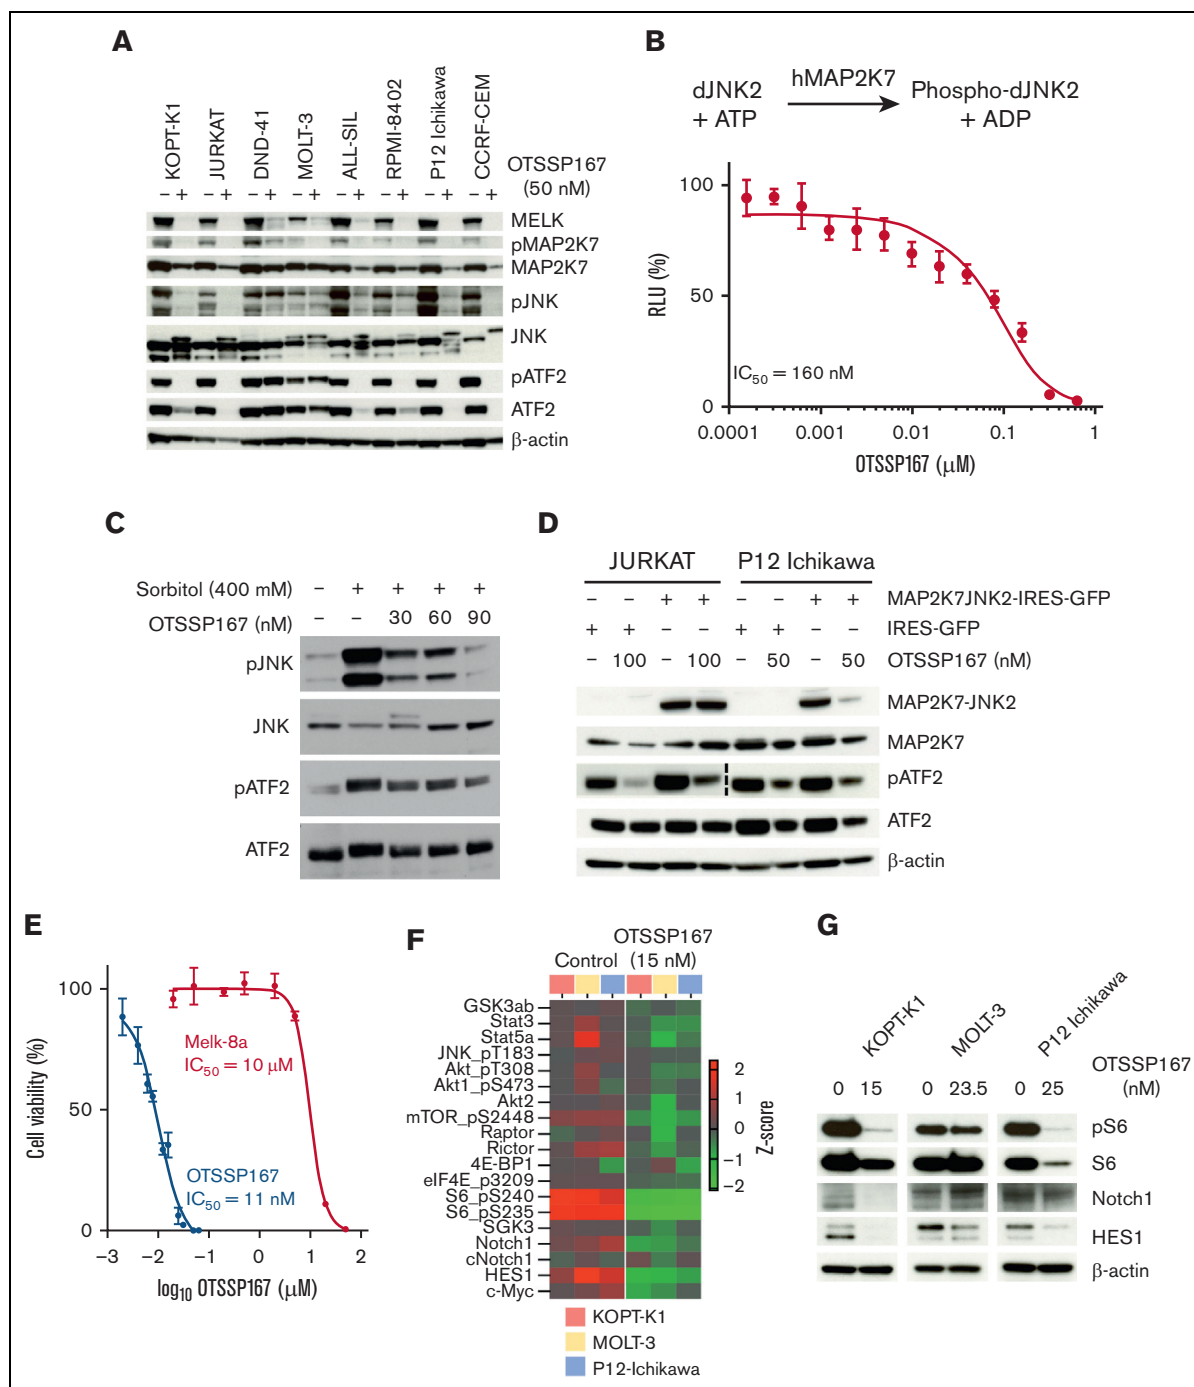 A
KOPT-K1
JURKAT
DND-41
MOLT-3
ALL-SIL
RPMI-8402
P12 Ichikawa
CCRF-CEM
OTSSP167
(50 nM)
– + – + – + – + – + – + – + – +
MELK
pMAP2K7
MAP2K7
pJNK
JNK
pATF2
ATF2
β-actin
B
dJNK2
+ ATP
hMAP2K7
Phospho-dJNK2
+ ADP
RLU (%)
100
50
0
IC50 = 160 nM
0.0001 0.001 0.01 0.1 1
OTSSP167 (μM)
C
Sorbitol (400 mM) – + + + +
OTSSP167 (nM) – – 30 60 90
pJNK
JNK
pATF2
ATF2
D
JURKAT P12 Ichikawa
– – + + – – + + MAP2K7JNK2-IRES-GFP
+ + – – + + – – IRES-GFP
– 100 – 100 – 50 – 50 OTSSP167 (nM)
MAP2K7-JNK2
MAP2K7
pATF2
ATF2
β-actin
E
Cell viability (%)
100
50
0
Melk-8a
IC50 = 10 μM
OTSSP167
IC50 = 11 nM
–3 –2 –1 0 1 2
log10 OTSSP167 (μM)
F
Control
OTSSP167
(15 nM)
GSK3ab
Stat3
Stat5a
JNK_pT183
Akt_pT308
Akt1_pS473
Akt2
mTOR_pS2448
Raptor
Rictor
4E-BP1
eIF4E_p3209
S6_pS240
S6_pS235
SGK3
Notch1
cNotch1
HES1
c-Myc
2
1
0
–1
–2
Z-score
KOPT-K1
MOLT-3
P12-Ichikawa
G
KOPT-K1
MOLT-3
P12 Ichikawa
OTSSP167
(nM)
0 15 0 23.5 0 25
pS6
S6
Notch1
HES1
β-actin